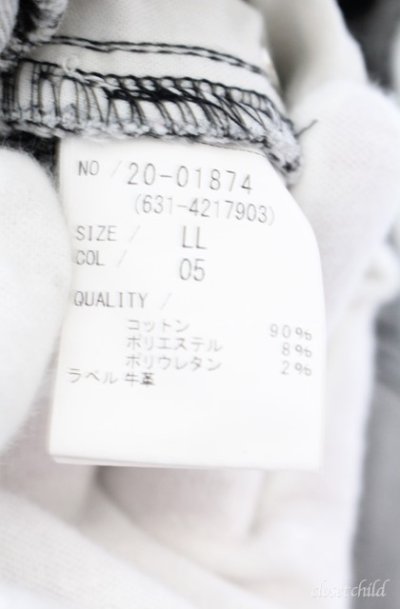 NO / 20-01874
(631-4217903)
SIZE / LL
COL / 05
QUALITY /
コットン 90%
ポリエステル 8%
ポリウレタン 2%
ラベル 牛革
closetchild